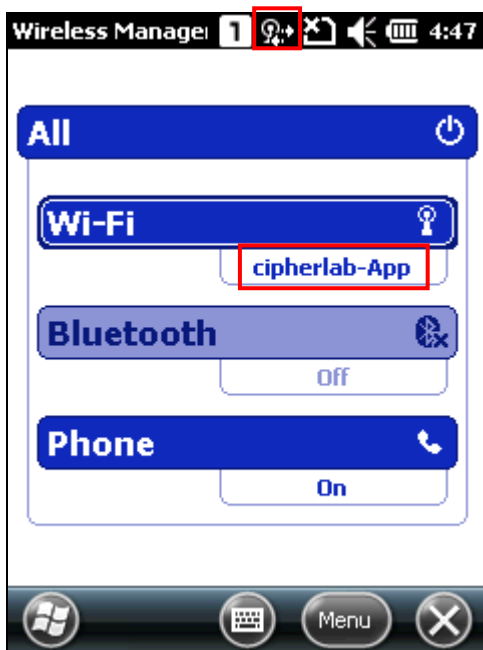 Wireless Manager 1 4:47
All
Wi-Fi
cipherlab-App
Bluetooth
Off
Phone
On
Menu